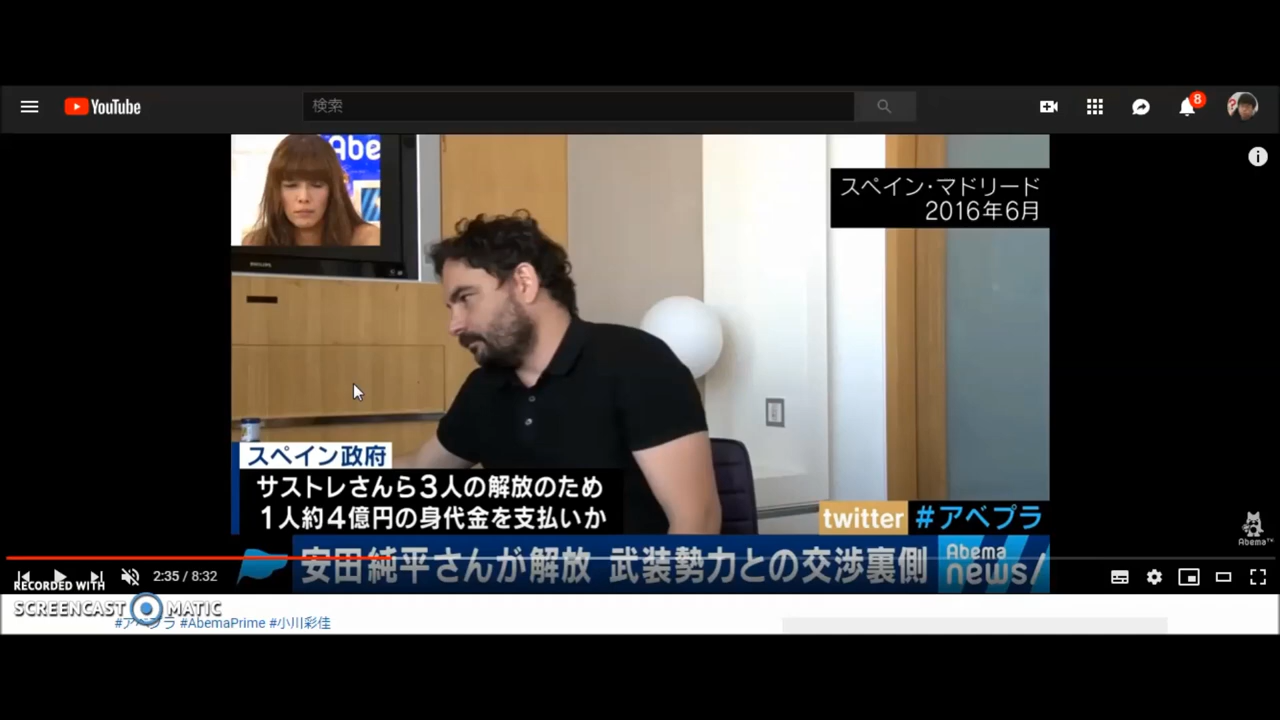 YouTube
検索
8
Abe
スペイン・マドリード
2016年6月
PHILIPS
スペイン政府
サストレさんら3人の解放のため
1人約4億円の身代金を支払いか
twitter #アベプラ
Abema
安田純平さんが解放 武装勢力との交渉裏側
Abema
news/
2:35 / 8:32
RECORDED WITH
SCREENCAST MATIC
#アベプラ #AbemaPrime #小川彩佳